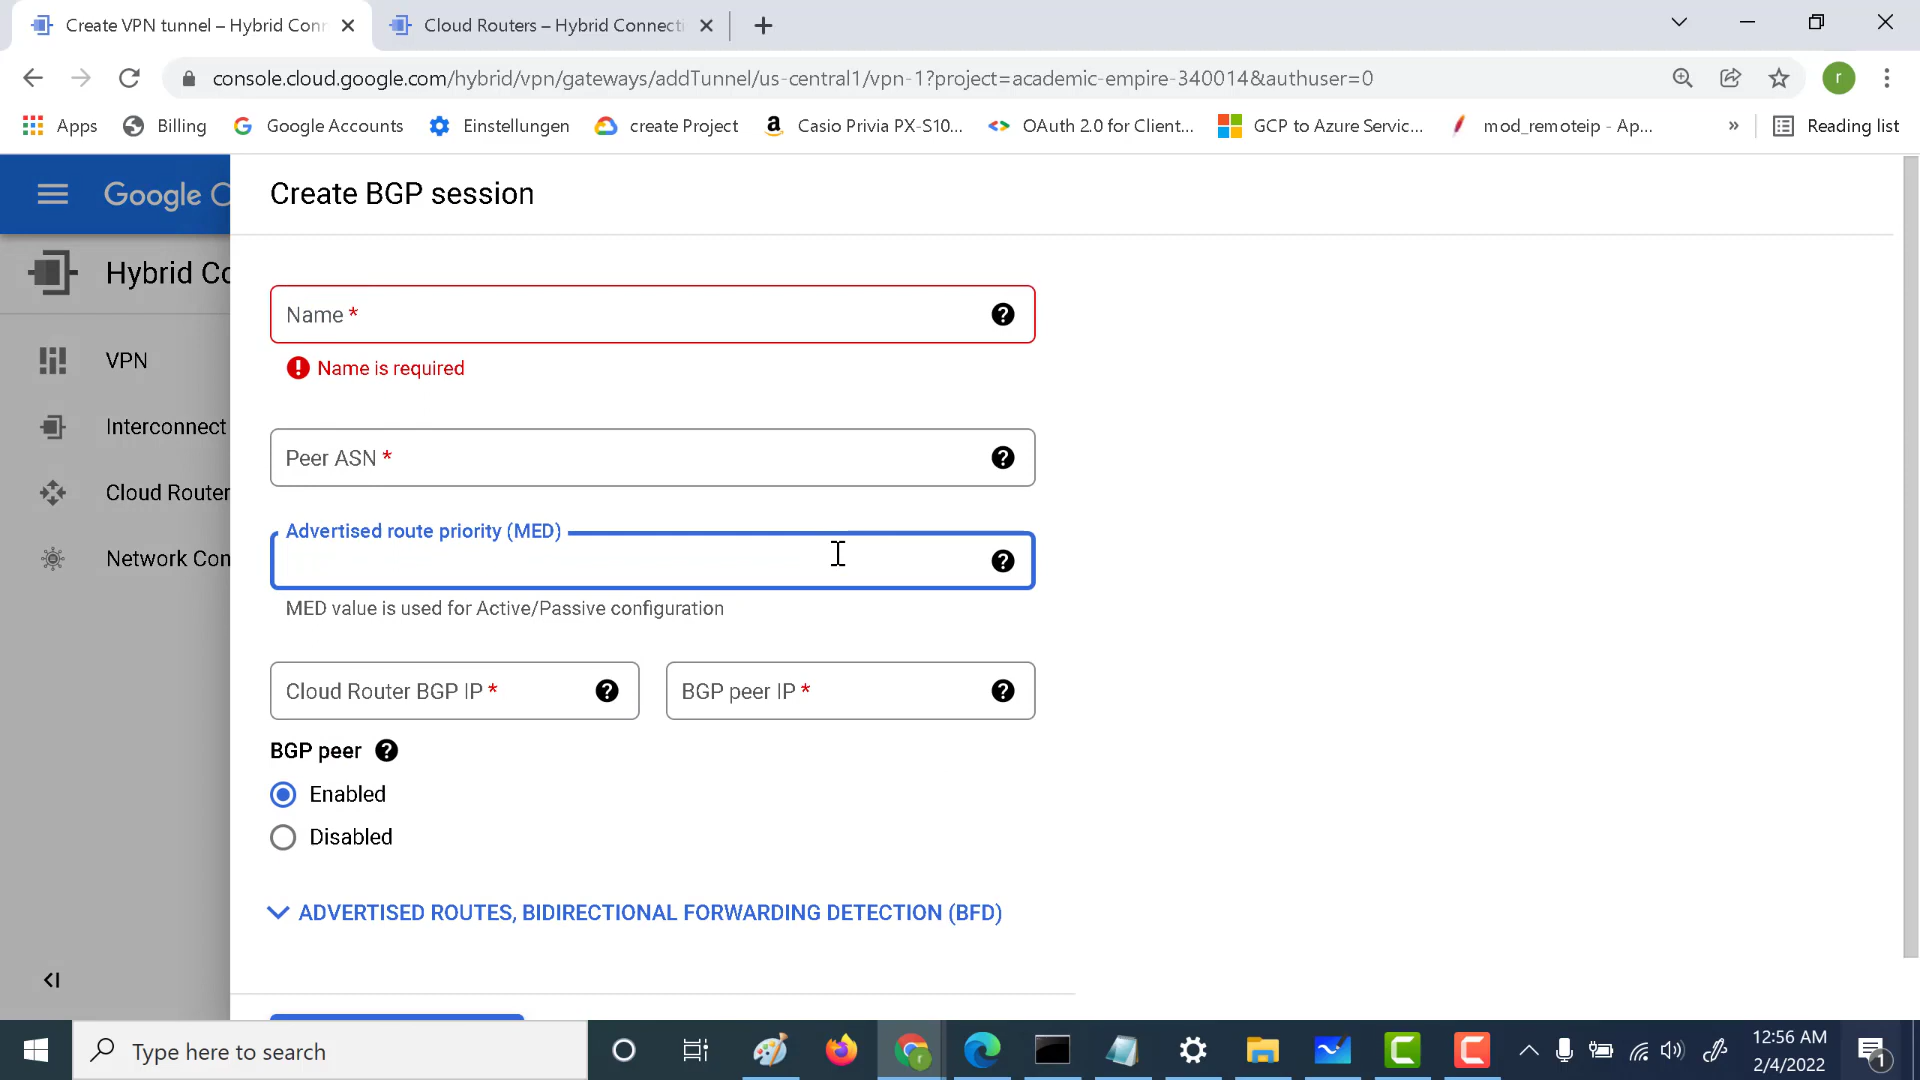 Create VPN tunnel – Hybrid Conn
Cloud Routers – Hybrid Connecti
console.cloud.google.com/hybrid/vpn/gateways/addTunnel/us-central1/vpn-1?project=academic-empire-340014&authuser=0
r
Apps
Billing
Google Accounts
Einstellungen
create Project
Casio Privia PX-S10...
OAuth 2.0 for Client...
GCP to Azure Servic...
mod_remoteip - Ap...
»
Reading list
Google C
Create BGP session
Hybrid Co
VPN
Interconnect
Cloud Router
Network Con
Name *
Name is required
Peer ASN *
Advertised route priority (MED)
MED value is used for Active/Passive configuration
Cloud Router BGP IP *
BGP peer IP *
BGP peer
Enabled
Disabled
ADVERTISED ROUTES, BIDIRECTIONAL FORWARDING DETECTION (BFD)
Type here to search
12:56 AM
2/4/2022
1